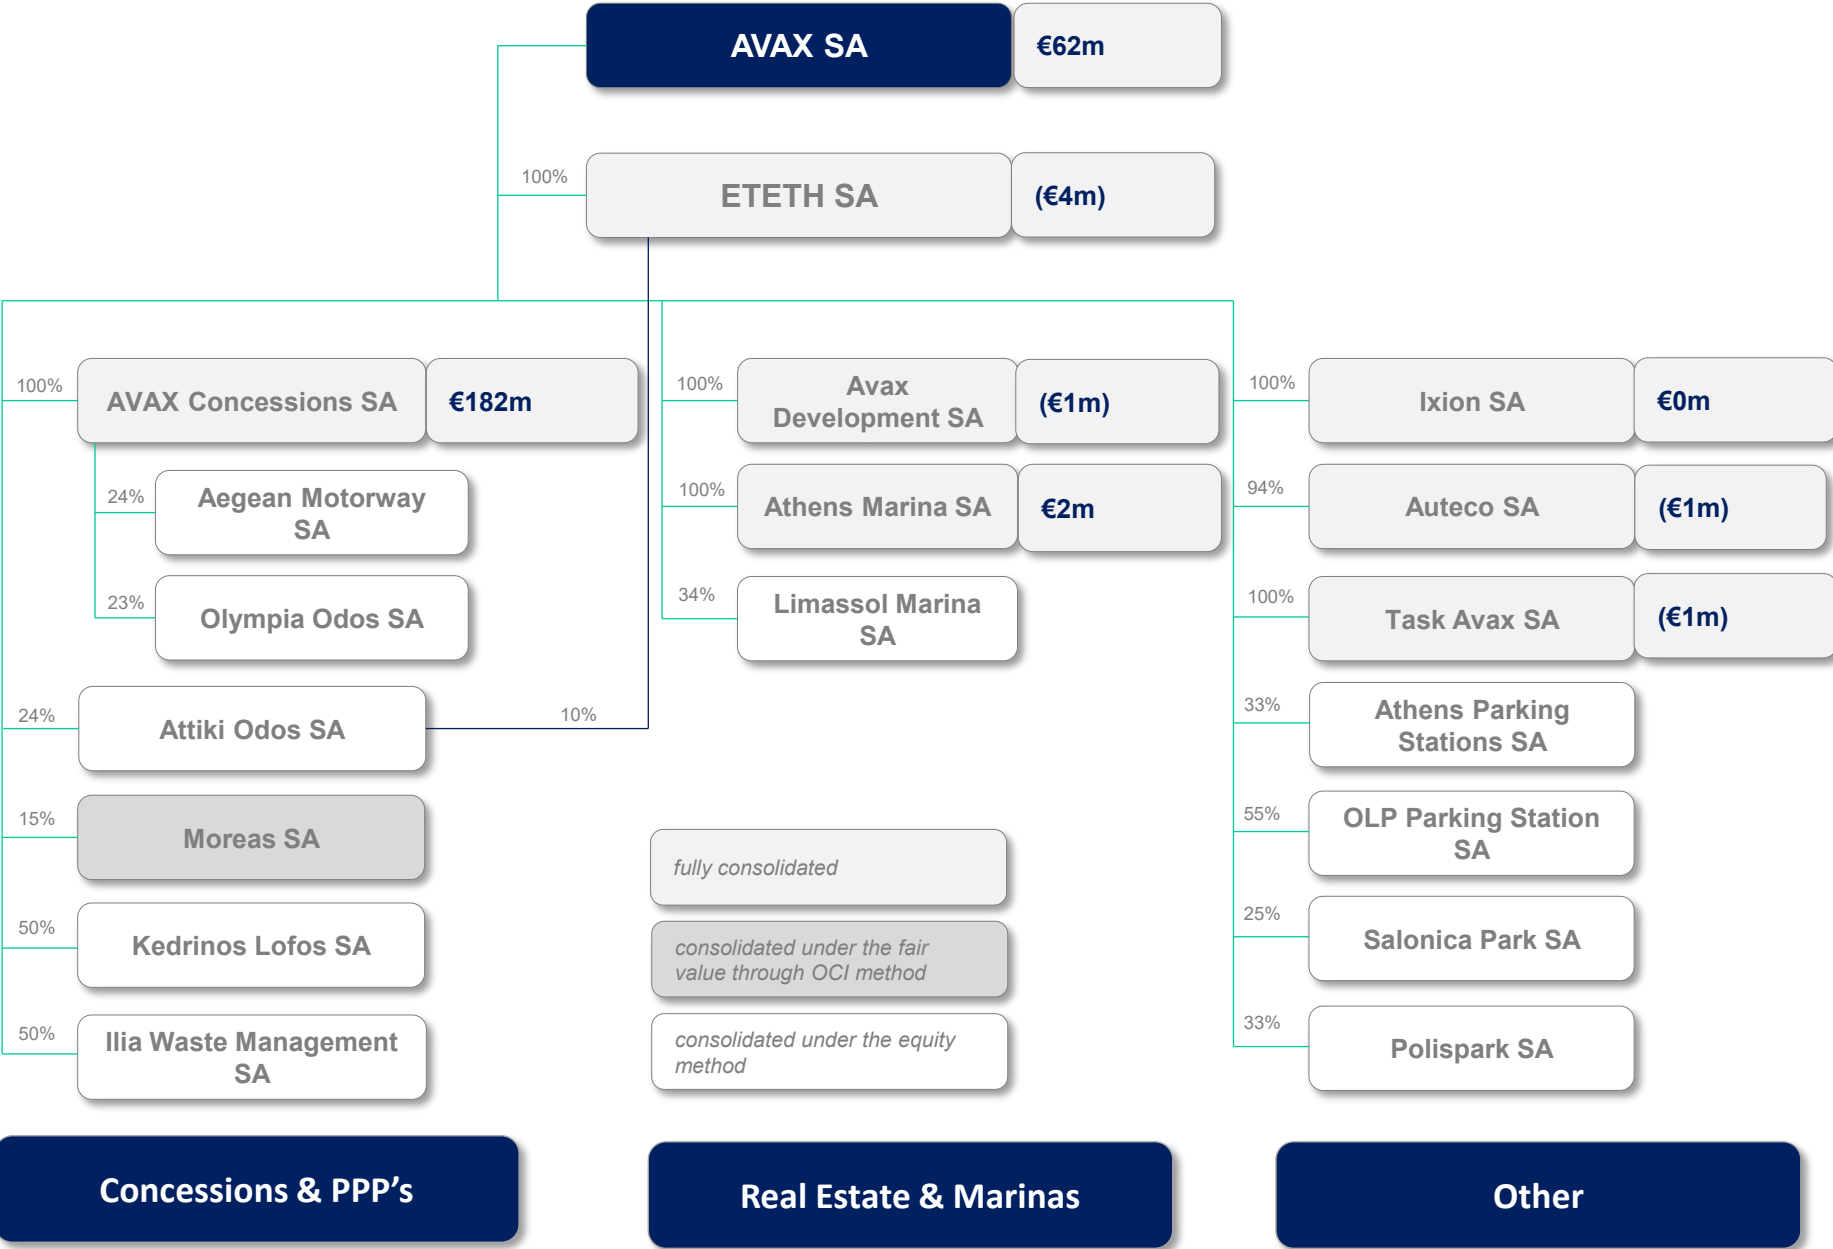 AVAX SA
€62m
100%
ETETH SA
(€4m)
100%
AVAX Concessions SA
€182m
24%
Aegean Motorway
SA
23%
Olympia Odos SA
24%
Attiki Odos SA
10%
15%
Moreas SA
50%
Kedrinos Lofos SA
50%
Ilia Waste Management
SA
100%
Avax
Development SA
(€1m)
100%
Athens Marina SA
€2m
34%
Limassol Marina
SA
fully consolidated
consolidated under the fair
value through OCI method
consolidated under the equity
method
100%
Ixion SA
€0m
94%
Auteco SA
(€1m)
100%
Task Avax SA
(€1m)
33%
Athens Parking
Stations SA
55%
OLP Parking Station
SA
25%
Salonica Park SA
33%
Polispark SA
Concessions & PPP’s
Real Estate & Marinas
Other